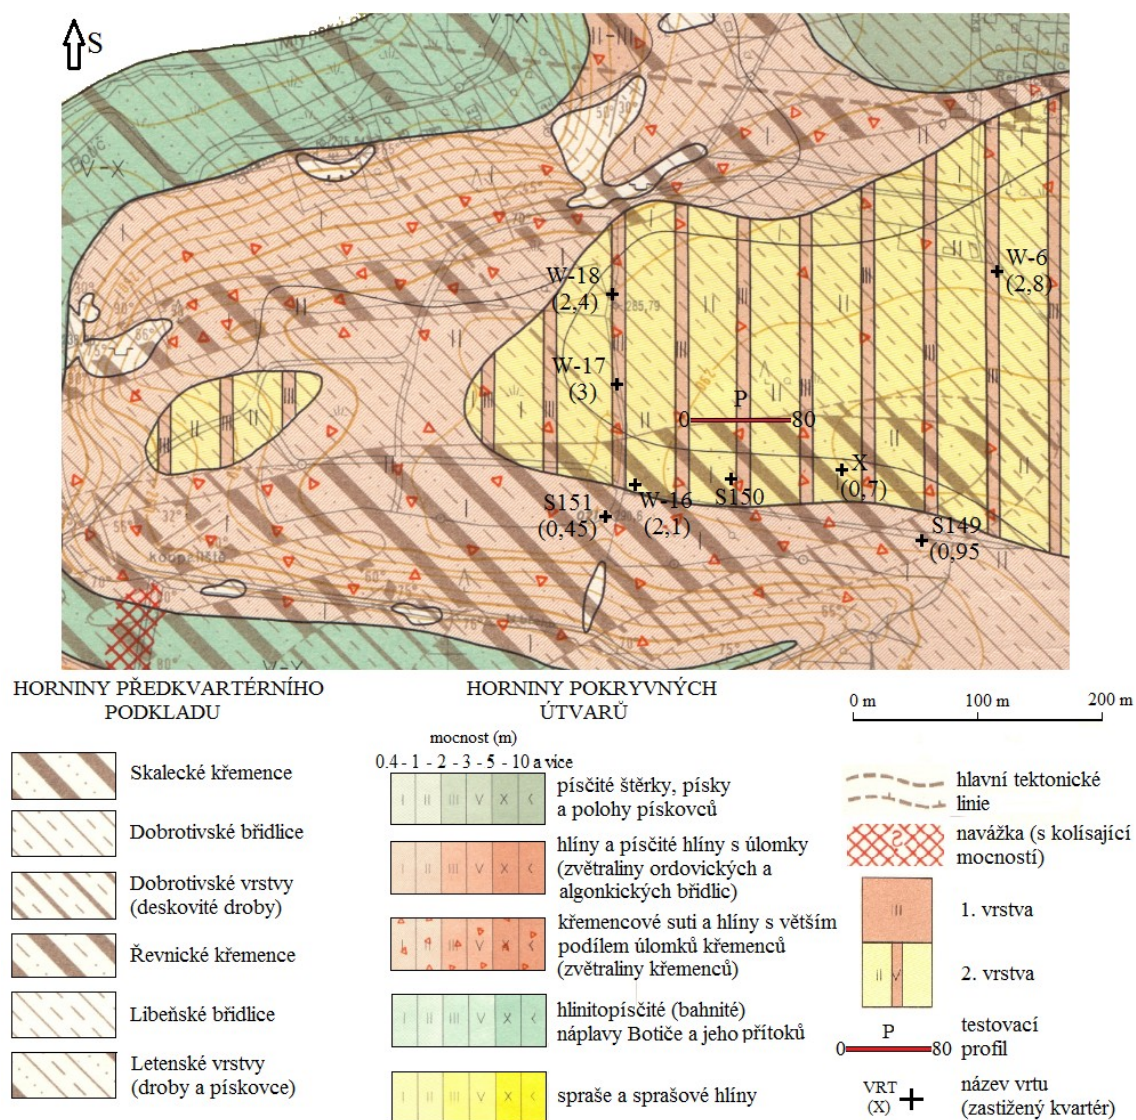 S
V-X
II-III
W-6
(2,8)
W-18
(2,4)
285,79
W-17
(3)
P
0 80
X
(0,7)
S150
W-16
(2,1)
S151
(0,45)
S149
(0,95
Koupaliště
V-X
HORNINY PŘEDKVARTÉRNÍHO
PODKLADU
Skalecké křemence
Dobrotivské břidlice
Dobrotivské vrstvy
(deskovité droby)
Řevnické křemence
Libeňské břidlice
Letenské vrstvy
(droby a pískovce)
HORNINY POKRYVNÝCH
ÚTVARŮ
mocnost (m)
0.4 - 1 - 2 - 3 - 5 - 10 a více
písčité štěrky, písky
a polohy pískovců
hlíny a písčité hlíny s úlomky
(zvětraliny ordovických a
algonkických břidlic)
křemencové suti a hlíny s větším
podílem úlomků křemenců
(zvětraliny křemenců)
hlinitopísčité (bahnité)
náplavy Botiče a jeho přítoků
spraše a sprašové hlíny
0 m 100 m 200 m
hlavní tektonické
linie
navážka (s kolísající
mocností)
1. vrstva
2. vrstva
P
0 80
testovací
profil
VRT
(X)
název vrtu
(zastižený kvartér)